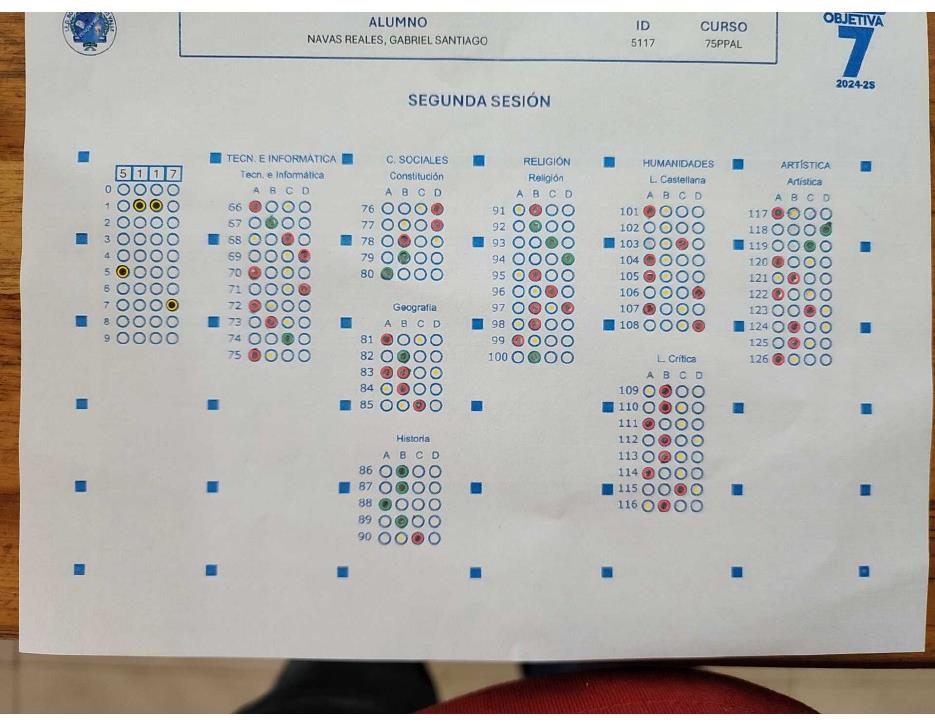 ALUMNO
NAVAS REALES, GABRIEL SANTIAGO
ID
5117
CURSO
75PPAL
OBJETIVA
7
2024-2S
SEGUNDA SESIÓN
5 1 1 7
0
1
2
3
4
5
6
7
8
9
TECN. E INFORMÁTICA
Tecn. e Informática
A B C D
66
67
68
69
70
71
72
73
74
75
C. SOCIALES
Constitución
A B C D
76
77
78
79
80
Geografía
A B C D
81
82
83
84
85
Historia
A B C D
86
87
88
89
90
RELIGIÓN
Religión
A B C D
91
92
93
94
95
96
97
98
99
100
HUMANIDADES
L. Castellana
A B C D
101
102
103
104
105
106
107
108
L. Crítica
A B C D
109
110
111
112
113
114
115
116
ARTÍSTICA
Artística
A B C D
117
118
119
120
121
122
123
124
125
126